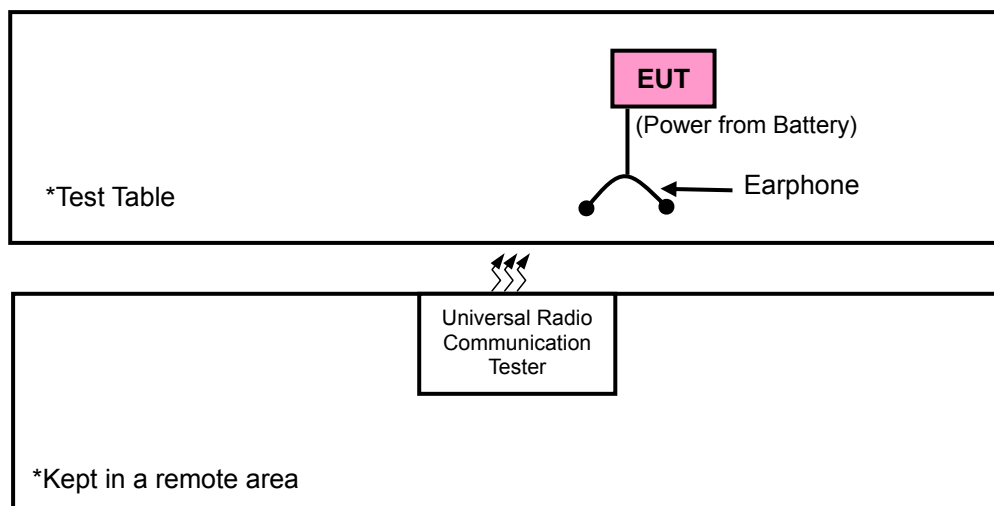 EUT
(Power from Battery)
*Test Table
Earphone
Universal Radio
Communication
Tester
*Kept in a remote area